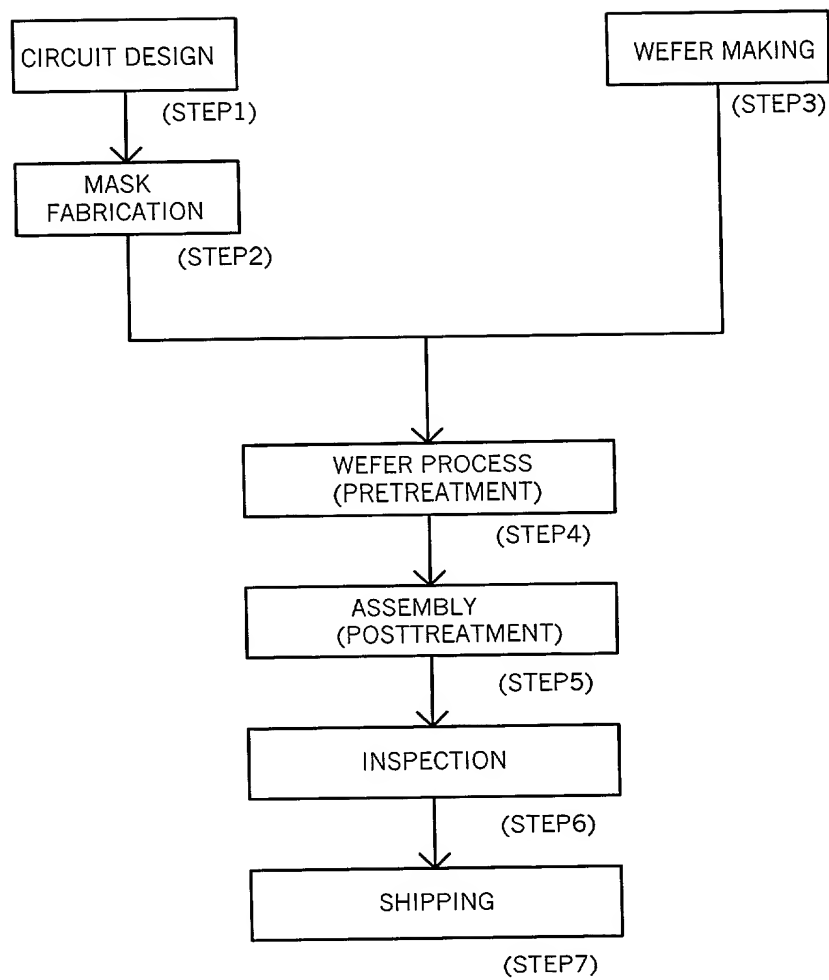 CIRCUIT DESIGN
(STEP1)
MASK
FABRICATION
(STEP2)
WEFER MAKING
(STEP3)
WEFER PROCESS
(PRETREATMENT)
(STEP4)
ASSEMBLY
(POSTTREATMENT)
(STEP5)
INSPECTION
(STEP6)
SHIPPING
(STEP7)